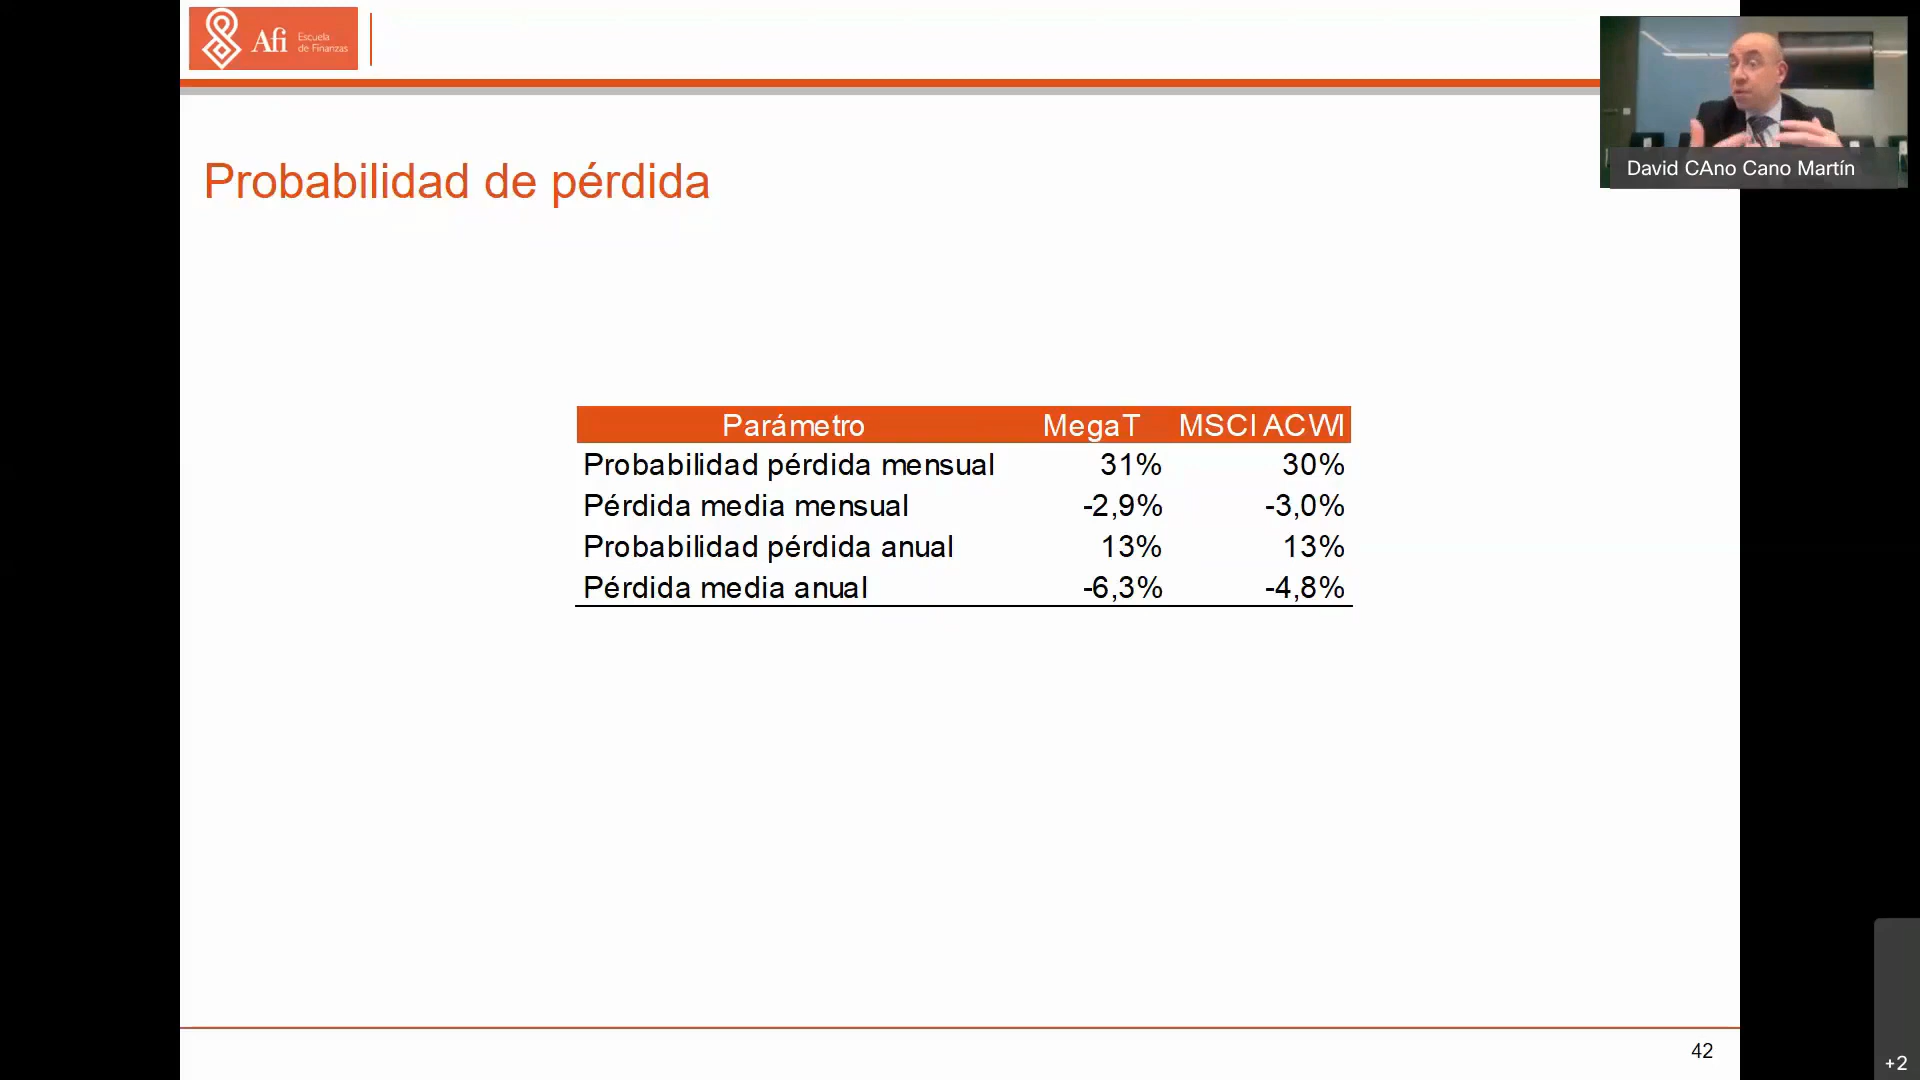 Afi Escuela
de Finanzas
David CAno Cano Martín
Probabilidad de pérdida
Parámetro MegaT MSCI ACWI
Probabilidad pérdida mensual 31% 30%
Pérdida media mensual -2,9% -3,0%
Probabilidad pérdida anual 13% 13%
Pérdida media anual -6,3% -4,8%
42
+2